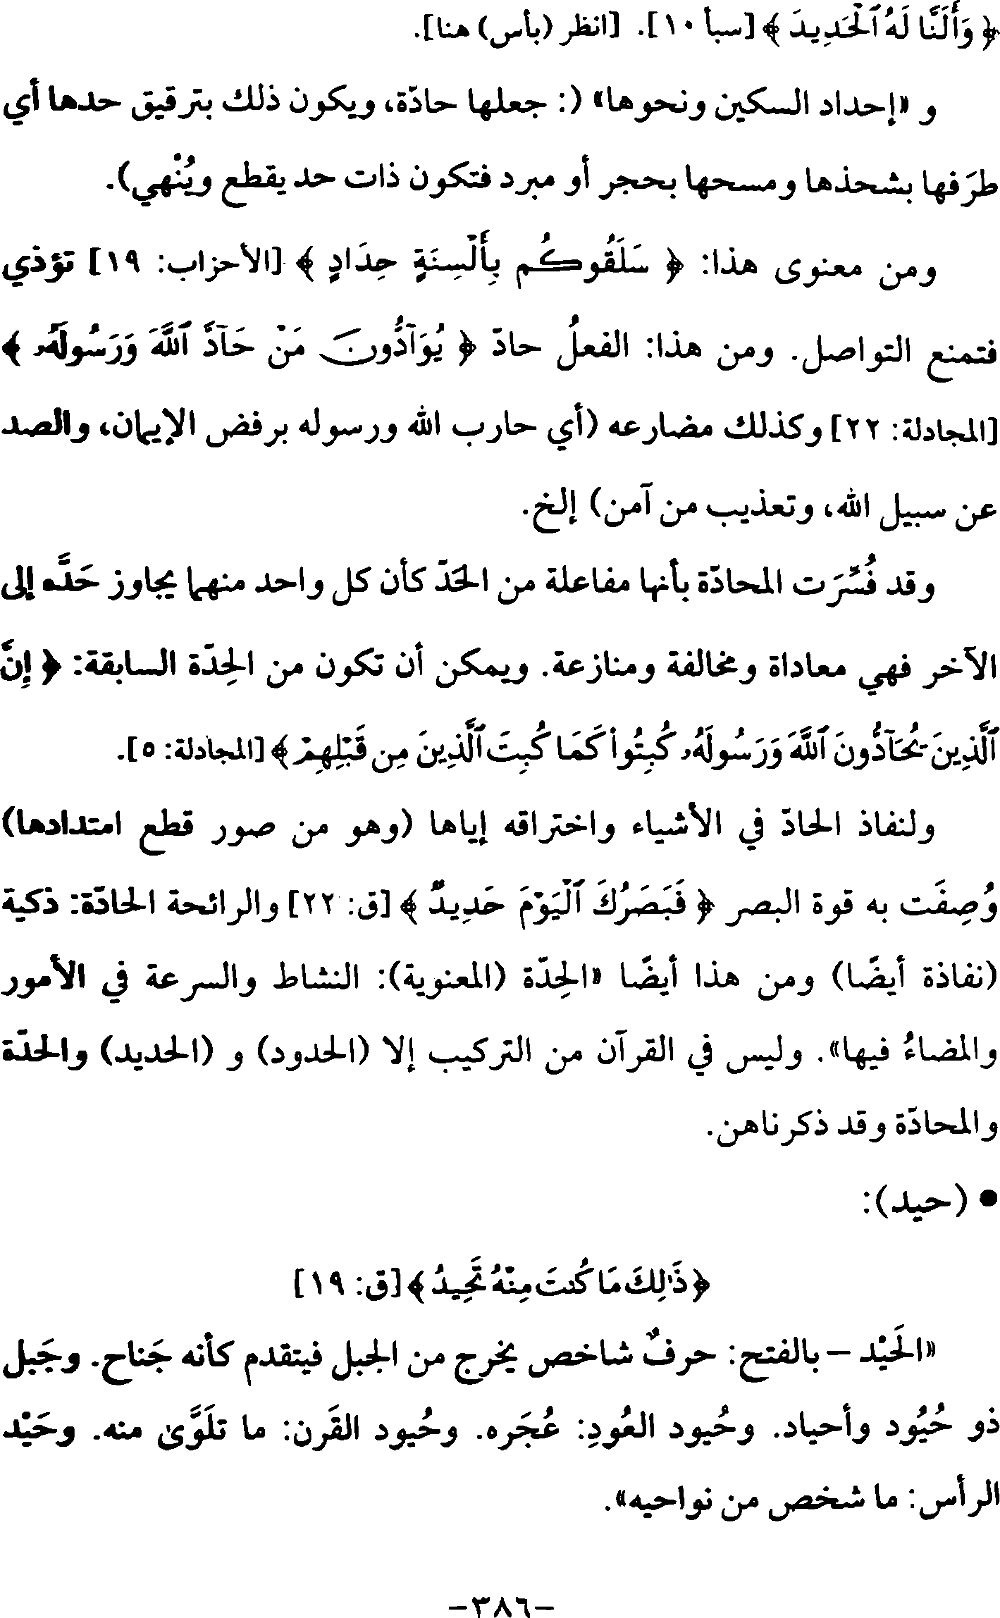 ﴿ وَأَلَنَّا لَهُ ٱلْحَدِيدَ ﴾ [سبأ ١٠]. [انظر (بأس) هنا].
و «إحداد السكين ونحوها» (: جعلها حادّة، ويكون ذلك بترقيق حدها أي
طرَفها بشحذها ومسحها بحجر أو مبرد فتكون ذات حد يقطع ويُنْهي).
ومن معنوى هذا: ﴿ سَلَقُوكُم بِأَلْسِنَةٍ حِدَادٍ ﴾ [الأحزاب: ١٩] تؤذي
فتمنع التواصل. ومن هذا: الفعلُ حادّ ﴿ يُوَآدُّونَ مَنْ حَآدَّ ٱللَّهَ وَرَسُولَهُۥ ﴾
[المجادلة: ٢٢] وكذلك مضارعه (أي حارب الله ورسوله برفض الإيمان، والصد
عن سبيل الله، وتعذيب من آمن) إلخ.
وقد فُسِّرَت المحادّة بأنها مفاعلة من الحَدّ كأن كل واحد منهما يجاوز حَدَّه إلى
الآخر فهي معاداة ومخالفة ومنازعة. ويمكن أن تكون من الحِدّة السابقة: ﴿ إِنَّ
ٱلَّذِينَ يُحَآدُّونَ ٱللَّهَ وَرَسُولَهُۥ كُبِتُوا۟ كَمَا كُبِتَ ٱلَّذِينَ مِن قَبْلِهِمْ ﴾ [المجادلة: ٥].
ولنفاذ الحادّ في الأشياء واختراقه إياها (وهو من صور قطع امتدادها)
وُصِفَت به قوة البصر ﴿ فَبَصَرُكَ ٱلْيَوْمَ حَدِيدٌ ﴾ [ق: ٢٢] والرائحة الحادّة: ذكية
(نفاذة أيضًا) ومن هذا أيضًا «الحِدّة (المعنوية): النشاط والسرعة في الأمور
والمضاءُ فيها». وليس في القرآن من التركيب إلا (الحدود) و (الحديد) والحدّة
والمحادّة وقد ذكرناهن.
• (حيد):
﴿ ذَٰلِكَ مَا كُنتَ مِنْهُ تَحِيدُ ﴾ [ق: ١٩]
«الحَيْد – بالفتح: حرفٌ شاخص يخرج من الجبل فيتقدم كأنه جَناح. وجَبل
ذو حُيُود وأحياد. وحُيود العُودِ: عُجَره. وحُيود القَرن: ما تلَوَّىٰ منه. وحَيْد
الرأس: ما شخص من نواحيه».
-٣٨٦-